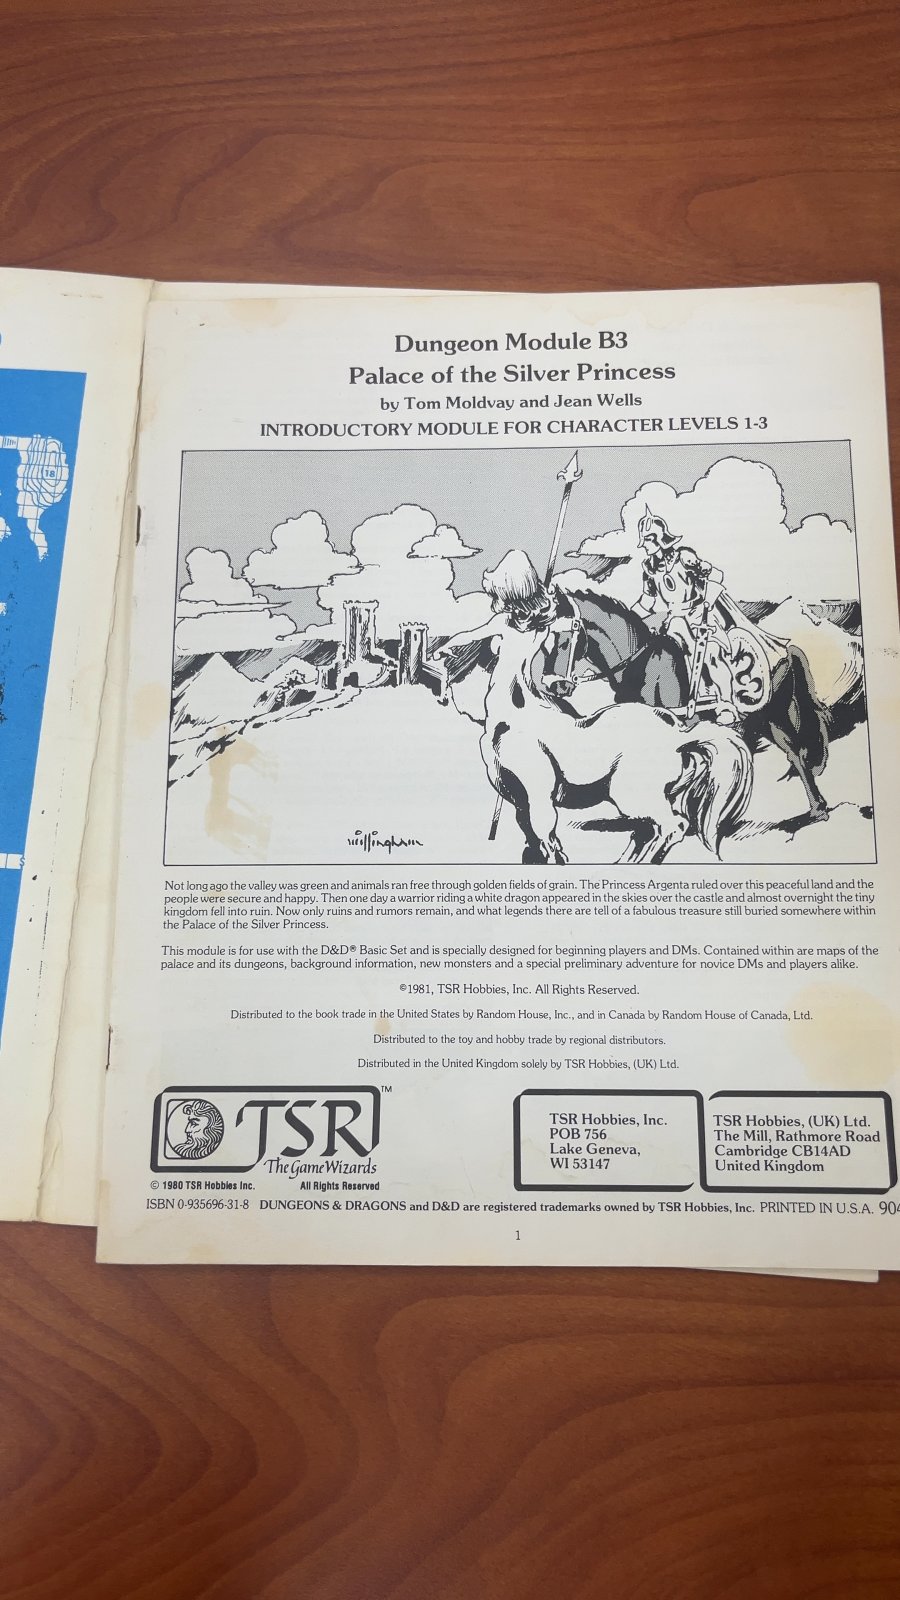 Dungeon Module B3
Palace of the Silver Princess
by Tom Moldvay and Jean Wells
INTRODUCTORY MODULE FOR CHARACTER LEVELS 1-3
18
willingham
Not long ago the valley was green and animals ran free through golden fields of grain. The Princess Argenta ruled over this peaceful land and the
people were secure and happy. Then one day a warrior riding a white dragon appeared in the skies over the castle and almost overnight the tiny
kingdom fell into ruin. Now only ruins and rumors remain, and what legends there are tell of a fabulous treasure still buried somewhere within
the Palace of the Silver Princess.
This module is for use with the D&D® Basic Set and is specially designed for beginning players and DMs. Contained within are maps of the
palace and its dungeons, background information, new monsters and a special preliminary adventure for novice DMs and players alike.
©1981, TSR Hobbies, Inc. All Rights Reserved.
Distributed to the book trade in the United States by Random House, Inc., and in Canada by Random House of Canada, Ltd.
Distributed to the toy and hobby trade by regional distributors.
Distributed in the United Kingdom solely by TSR Hobbies, (UK) Ltd.
TSR™
The Game Wizards
© 1980 TSR Hobbies Inc. All Rights Reserved
TSR Hobbies, Inc.
POB 756
Lake Geneva,
WI 53147
TSR Hobbies, (UK) Ltd.
The Mill, Rathmore Road
Cambridge CB14AD
United Kingdom
ISBN 0-935696-31-8 DUNGEONS & DRAGONS and D&D are registered trademarks owned by TSR Hobbies, Inc. PRINTED IN U.S.A.
1